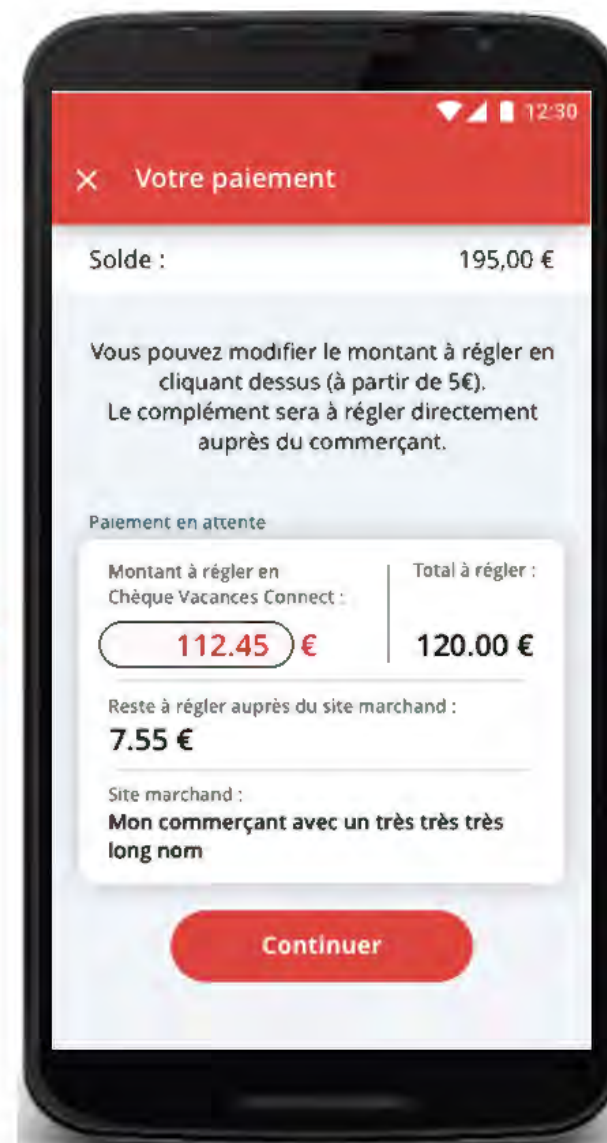 12:30
× Votre paiement
Solde : 195,00 €
Vous pouvez modifier le montant à régler en
cliquant dessus (à partir de 5€).
Le complément sera à régler directement
auprès du commerçant.
Paiement en attente
Montant à régler en
Chèque Vacances Connect :
112.45 €
Total à régler :
120.00 €
Reste à régler auprès du site marchand :
7.55 €
Site marchand :
Mon commerçant avec un très très très
long nom
Continuer